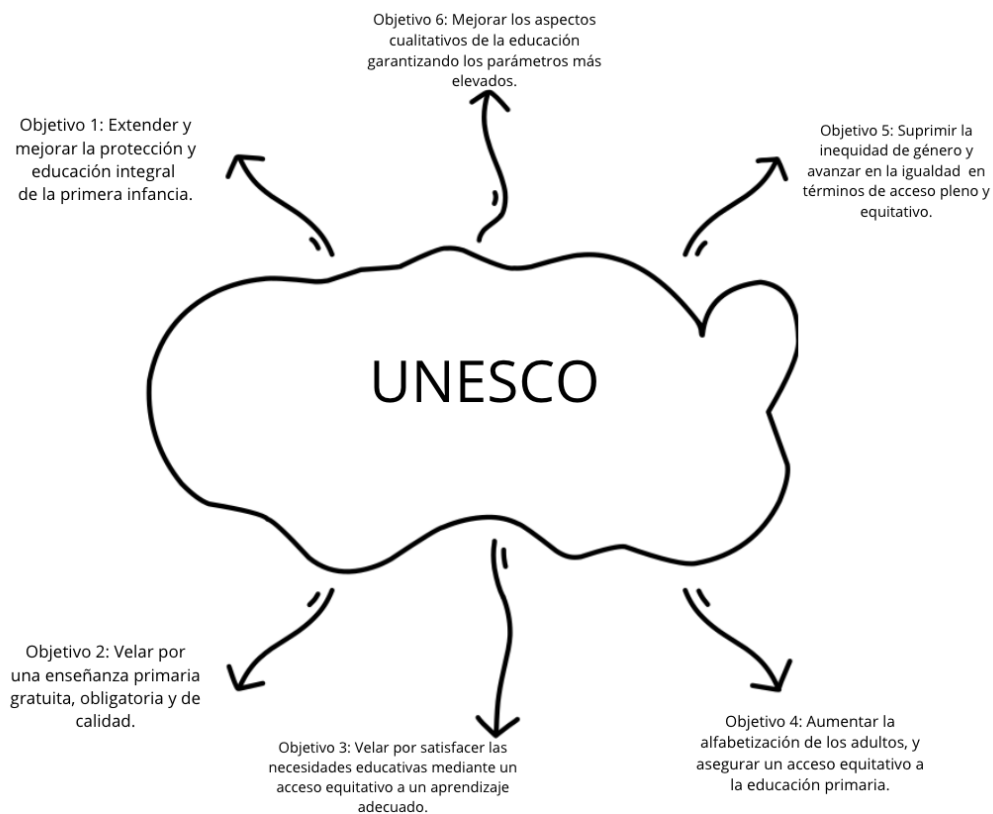 Objetivo 6: Mejorar los aspectos
cualitativos de la educación
garantizando los parámetros más
elevados.
Objetivo 1: Extender y
mejorar la protección y
educación integral
de la primera infancia.
Objetivo 5: Suprimir la
inequidad de género y
avanzar en la igualdad en
términos de acceso pleno y
equitativo.
UNESCO
Objetivo 2: Velar por
una enseñanza primaria
gratuita, obligatoria y de
calidad.
Objetivo 3: Velar por satisfacer las
necesidades educativas mediante un
acceso equitativo a un aprendizaje
adecuado.
Objetivo 4: Aumentar la
alfabetización de los adultos, y
asegurar un acceso equitativo a
la educación primaria.